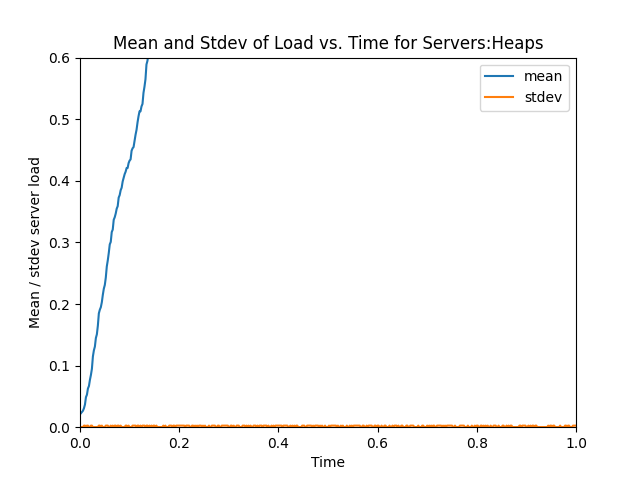 Mean and Stdev of Load vs. Time for Servers:Heaps
mean
stdev
Mean / stdev server load
0.6
0.5
0.4
0.3
0.2
0.1
0.0
0.0 0.2 0.4 0.6 0.8 1.0
Time